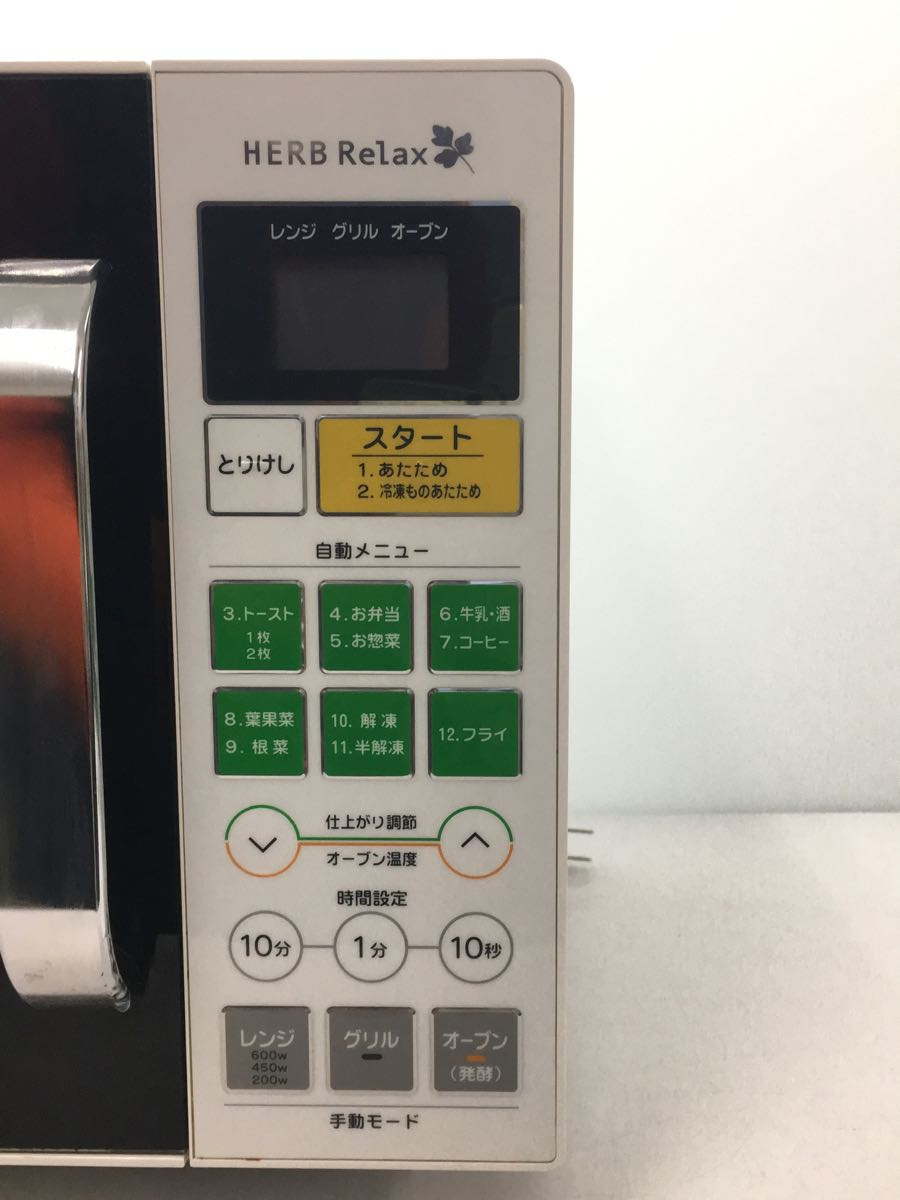 HERB Relax
レンジ グリル オーブン
とりけし
スタート
1.あたため
2.冷凍ものあたため
自動メニュー
3.トースト
1枚
2枚
4.お弁当
5.お惣菜
6.牛乳・酒
7.コーヒー
8.葉果菜
9.根菜
10.解凍
11.半解凍
12.フライ
仕上がり調節
オーブン温度
時間設定
10分
1分
10秒
レンジ
600w
450w
200w
グリル
オーブン
(発酵)
手動モード